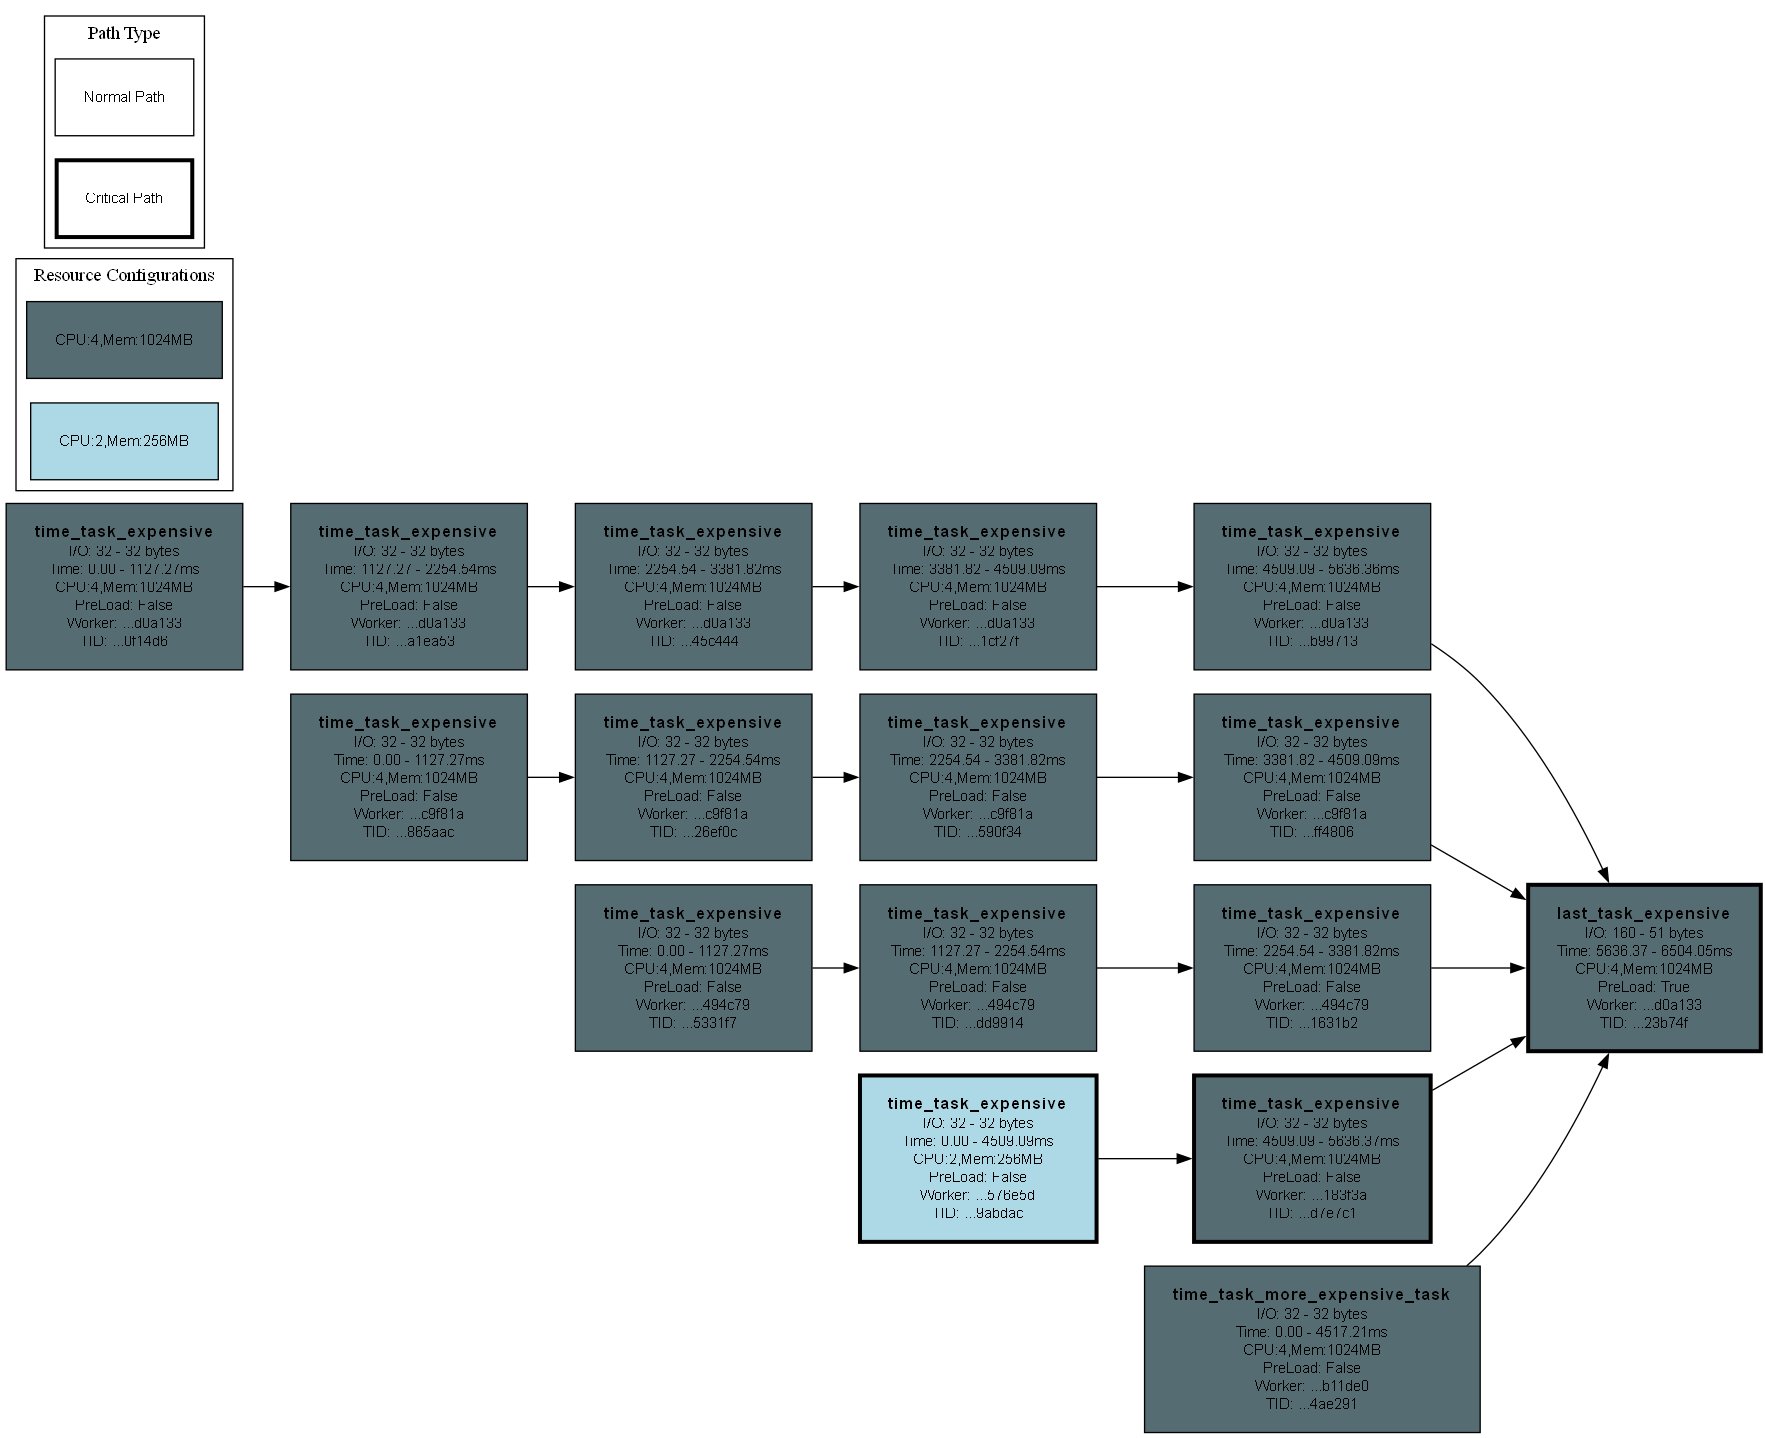 Path Type
Normal Path
Critical Path
Resource Configurations
CPU:4,Mem:1024MB
CPU:2,Mem:256MB
time_task_expensive
I/O: 32 - 32 bytes
Time: 0.00 - 1127.27ms
CPU:4,Mem:1024MB
PreLoad: False
Worker: ...d0a133
TID: ...0f14d6
time_task_expensive
I/O: 32 - 32 bytes
Time: 1127.27 - 2254.54ms
CPU:4,Mem:1024MB
PreLoad: False
Worker: ...d0a133
TID: ...a1ea53
time_task_expensive
I/O: 32 - 32 bytes
Time: 2254.54 - 3381.82ms
CPU:4,Mem:1024MB
PreLoad: False
Worker: ...d0a133
TID: ...45c444
time_task_expensive
I/O: 32 - 32 bytes
Time: 3381.82 - 4509.09ms
CPU:4,Mem:1024MB
PreLoad: False
Worker: ...d0a133
TID: ...1cf27f
time_task_expensive
I/O: 32 - 32 bytes
Time: 4509.09 - 5636.36ms
CPU:4,Mem:1024MB
PreLoad: False
Worker: ...d0a133
TID: ...b99713
time_task_expensive
I/O: 32 - 32 bytes
Time: 0.00 - 1127.27ms
CPU:4,Mem:1024MB
PreLoad: False
Worker: ...c9f81a
TID: ...865aac
time_task_expensive
I/O: 32 - 32 bytes
Time: 1127.27 - 2254.54ms
CPU:4,Mem:1024MB
PreLoad: False
Worker: ...c9f81a
TID: ...26ef0c
time_task_expensive
I/O: 32 - 32 bytes
Time: 2254.54 - 3381.82ms
CPU:4,Mem:1024MB
PreLoad: False
Worker: ...c9f81a
TID: ...590f34
time_task_expensive
I/O: 32 - 32 bytes
Time: 3381.82 - 4509.09ms
CPU:4,Mem:1024MB
PreLoad: False
Worker: ...c9f81a
TID: ...ff4806
time_task_expensive
I/O: 32 - 32 bytes
Time: 0.00 - 1127.27ms
CPU:4,Mem:1024MB
PreLoad: False
Worker: ...494c79
TID: ...5331f7
time_task_expensive
I/O: 32 - 32 bytes
Time: 1127.27 - 2254.54ms
CPU:4,Mem:1024MB
PreLoad: False
Worker: ...494c79
TID: ...dd9914
time_task_expensive
I/O: 32 - 32 bytes
Time: 2254.54 - 3381.82ms
CPU:4,Mem:1024MB
PreLoad: False
Worker: ...494c79
TID: ...1631b2
last_task_expensive
I/O: 160 - 51 bytes
Time: 5636.37 - 6504.05ms
CPU:4,Mem:1024MB
PreLoad: True
Worker: ...d0a133
TID: ...23b74f
time_task_expensive
I/O: 32 - 32 bytes
Time: 0.00 - 4509.09ms
CPU:2,Mem:256MB
PreLoad: False
Worker: ...576e5d
TID: ...9abdac
time_task_expensive
I/O: 32 - 32 bytes
Time: 4509.09 - 5636.37ms
CPU:4,Mem:1024MB
PreLoad: False
Worker: ...183f3a
TID: ...d7e7c1
time_task_more_expensive_task
I/O: 32 - 32 bytes
Time: 0.00 - 4517.21ms
CPU:4,Mem:1024MB
PreLoad: False
Worker: ...b11de0
TID: ...4ae291